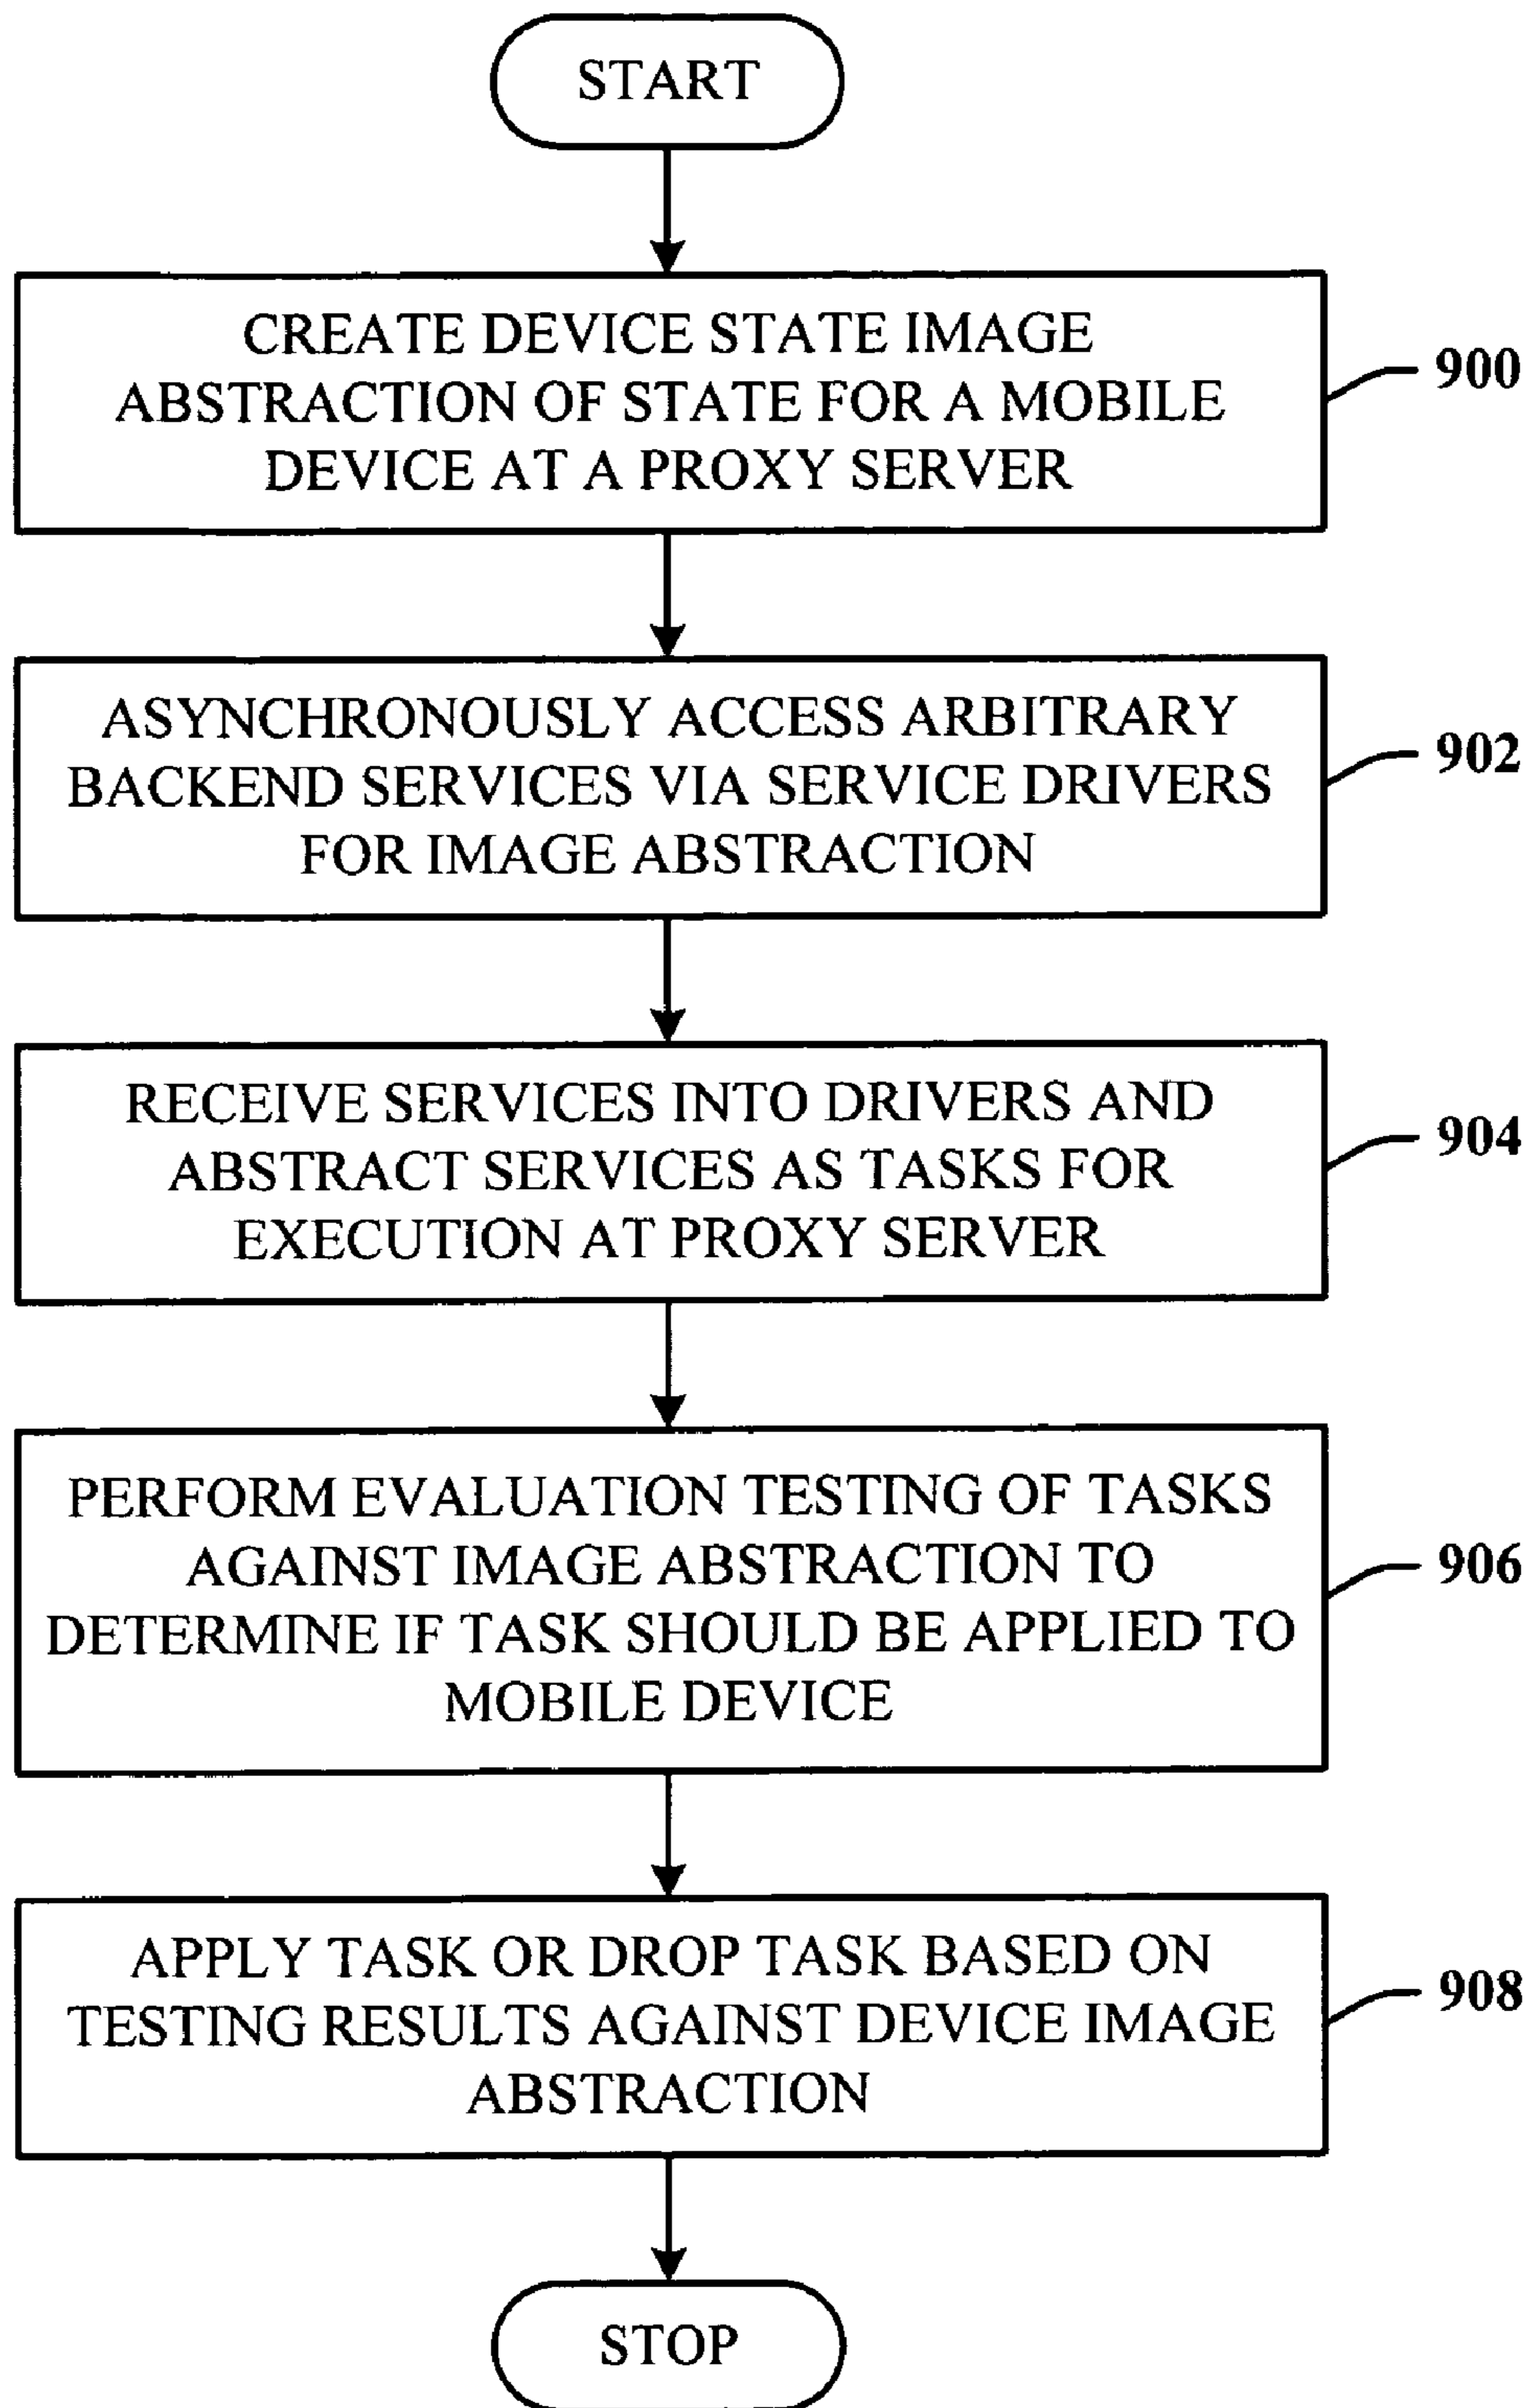 START
CREATE DEVICE STATE IMAGE
ABSTRACTION OF STATE FOR A MOBILE
DEVICE AT A PROXY SERVER
900
ASYNCHRONOUSLY ACCESS ARBITRARY
BACKEND SERVICES VIA SERVICE DRIVERS
FOR IMAGE ABSTRACTION
902
RECEIVE SERVICES INTO DRIVERS AND
ABSTRACT SERVICES AS TASKS FOR
EXECUTION AT PROXY SERVER
904
PERFORM EVALUATION TESTING OF TASKS
AGAINST IMAGE ABSTRACTION TO
DETERMINE IF TASK SHOULD BE APPLIED TO
MOBILE DEVICE
906
APPLY TASK OR DROP TASK BASED ON
TESTING RESULTS AGAINST DEVICE IMAGE
ABSTRACTION
908
STOP